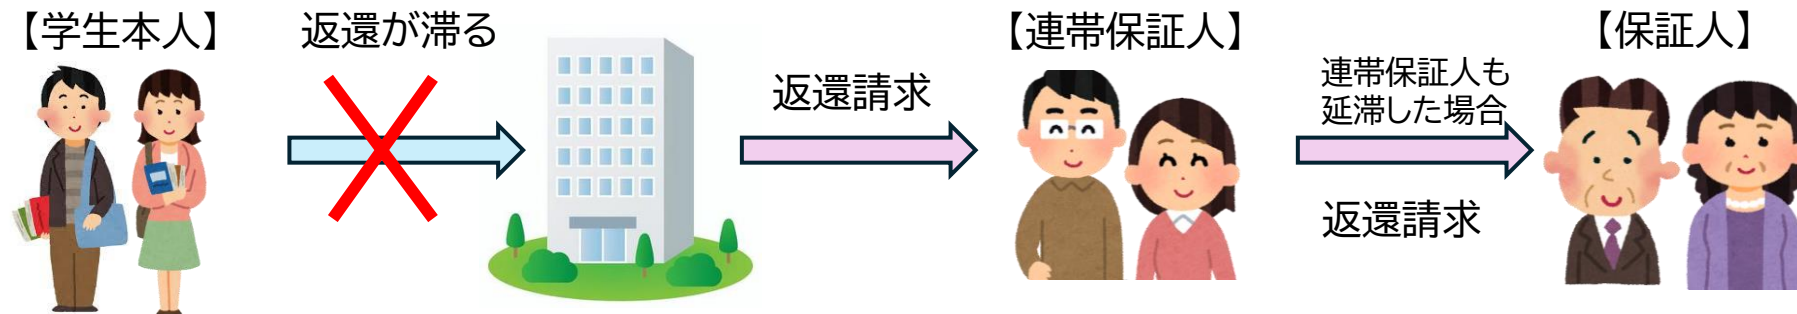 【学生本人】
返還が滞る
返還請求
【連帯保証人】
連帯保証人も
延滞した場合
返還請求
【保証人】